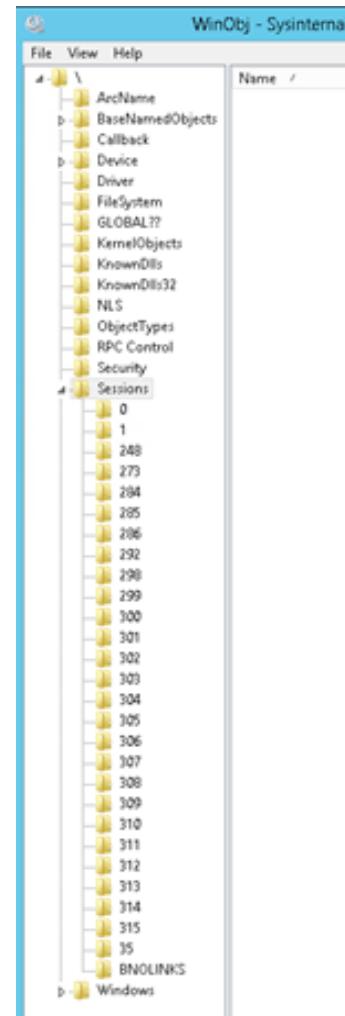 WinObj - Sysinterna
File View Help
\
Name
ArcName
BaseNamedObjects
Callback
Device
Driver
FileSystem
GLOBAL??
KernelObjects
KnownDlls
KnownDlls32
NLS
ObjectTypes
RPC Control
Security
Sessions
0
1
248
273
284
285
286
292
298
299
300
301
302
303
304
305
306
307
308
309
310
311
312
313
314
315
35
BNOLINKS
Windows